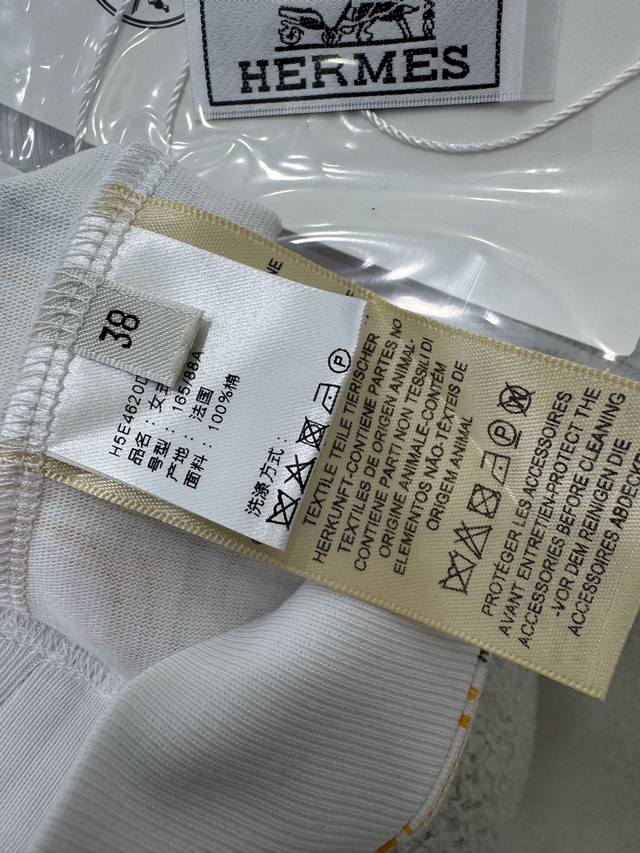 HERMES
38
H5E4620D
品名：女
号型：165/88A
产地：法国
面料：100%棉
洗涤方式：
P
NE
TEXTILE TEILE TIERISCHER
HERKUNFT-CONTIENE PARTES NO
TEXTILES DE ORIGEN ANIMAL-
CONTIENE PARTI NON TESSILI DI
ORIGINE ANIMALE-CONTÉM
ELEMENTOS NÃO-TÊXTEIS DE
ORIGEM ANIMAL
P
PROTÉGER LES ACCESSOIRES
AVANT ENTRETIEN-PROTECT THE
ACCESSORIES BEFORE CLEANING
-VOR DEM REINIGEN DIE
ACCESSOIRES ABDEC